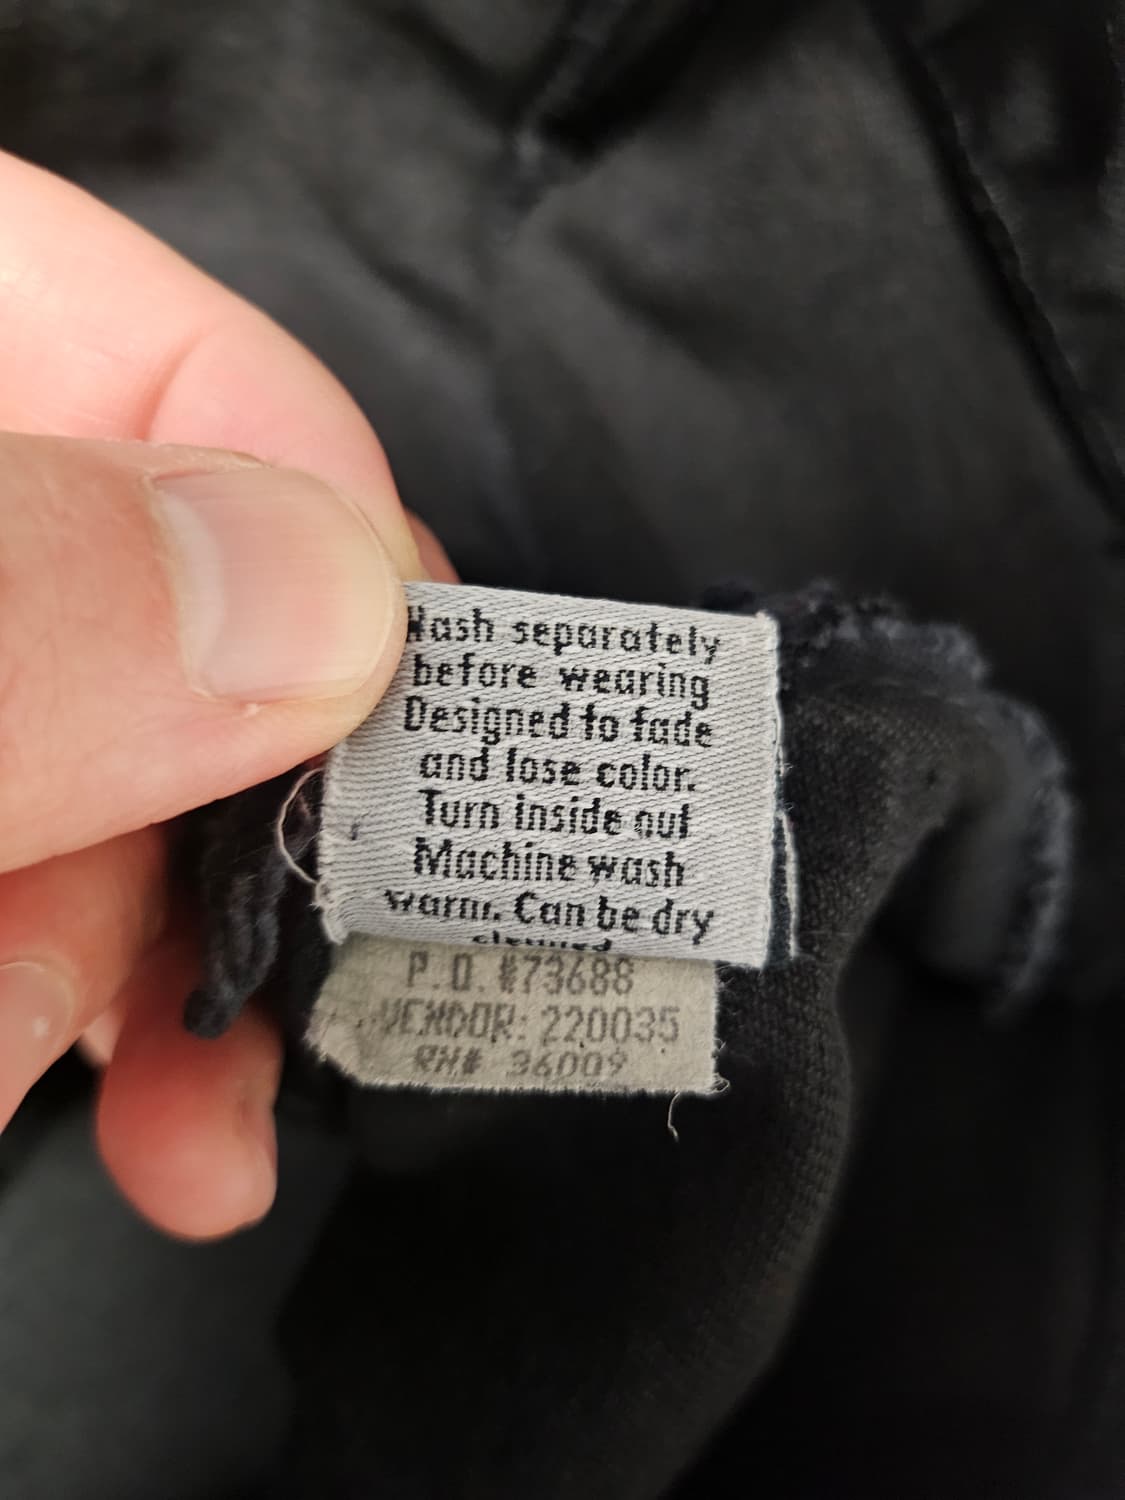 Wash separately
before wearing
Designed to fade
and lose color.
Turn inside out
Machine wash
warm. Can be dry
cleaned
P.O. #73688
VENDOR: 220035
RN# 36009